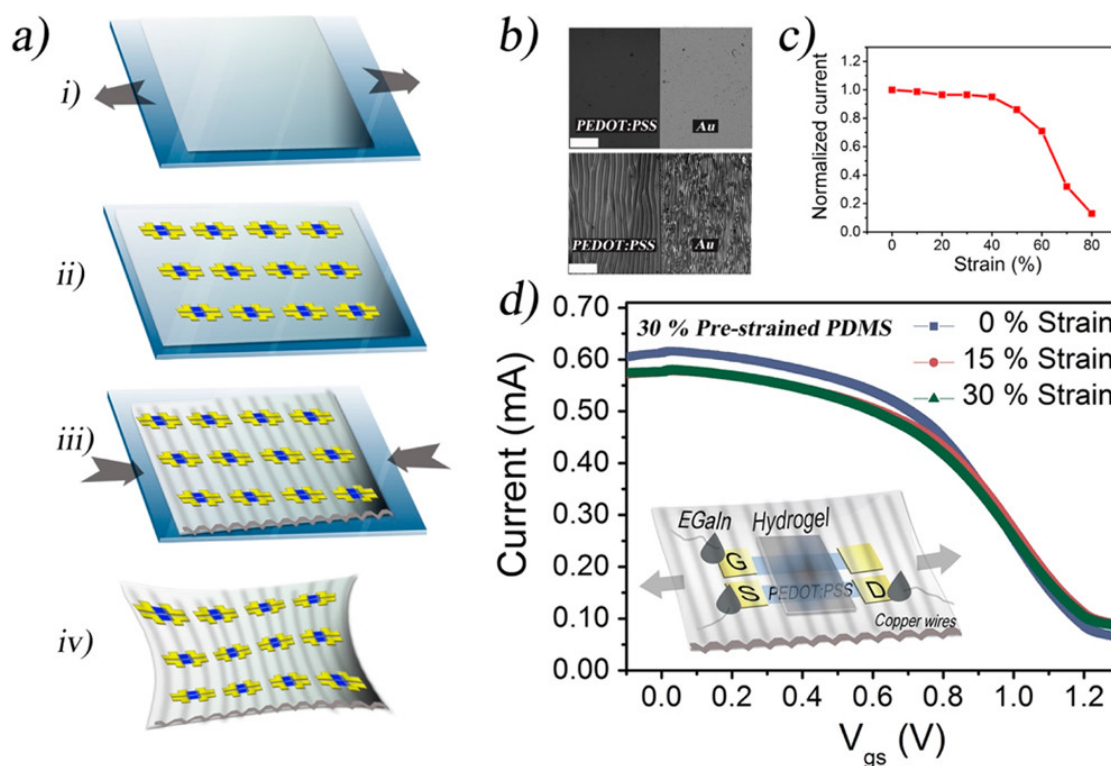 a)
i)
ii)
iii)
iv)
b)
PEDOT:PSS
Au
PEDOT:PSS
Au
c)
Normalized current
1.2
1.0
0.8
0.6
0.4
0.2
0
20
40
60
80
Strain (%)
d)
30 % Pre-strained PDMS
0 % Strain
15 % Strain
30 % Strain
Current (mA)
0.70
0.60
0.50
0.40
0.30
0.20
0.10
0.00
EGaIn
Hydrogel
G
S
PEDOT:PSS
D
Copper wires
0.0
0.2
0.4
0.6
0.8
1.0
1.2
Vgs (V)